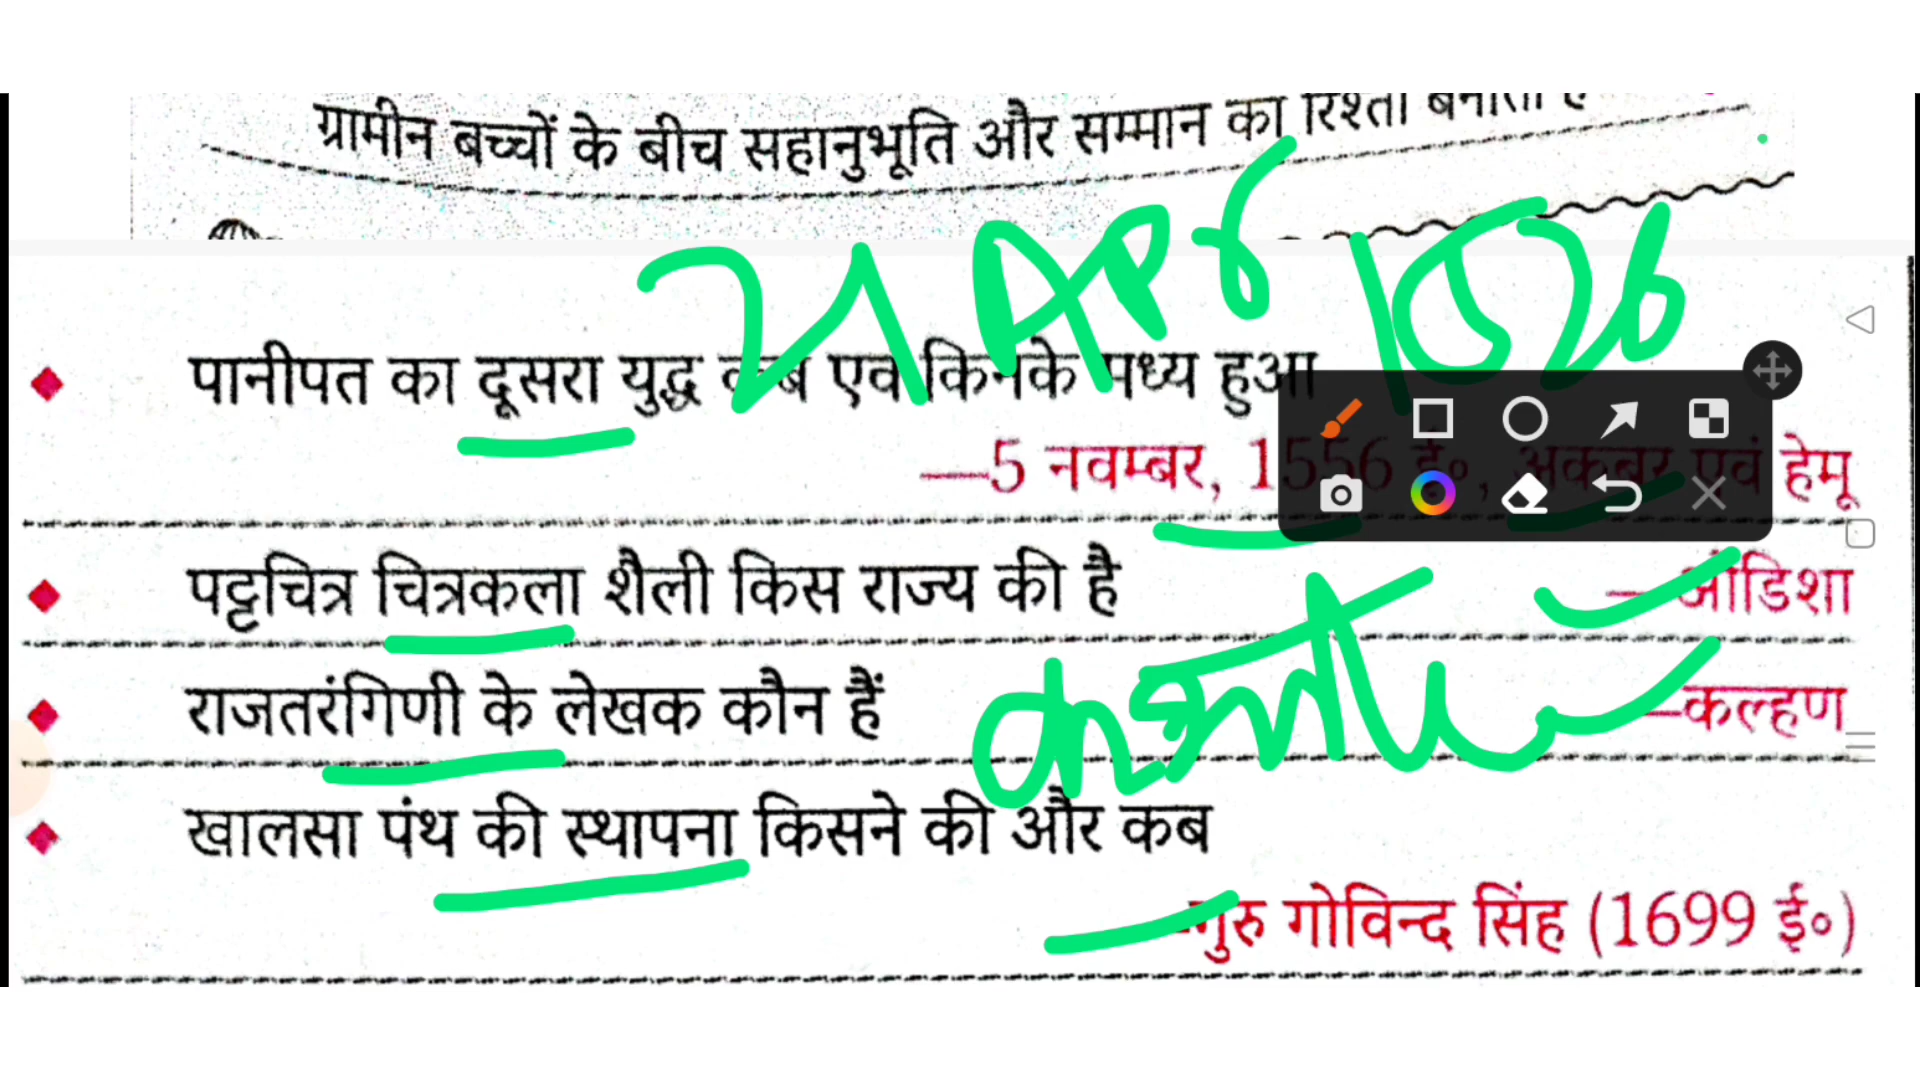 ग्रामीन बच्चों के बीच सहानुभूति और सम्मान का रिश्ता बनाता है
21 Apr 1526
पानीपत का दूसरा युद्ध कब एवं किनके मध्य हुआ
—5 नवम्बर, 1556 ई०, अकबर एवं हेमू
पट्टचित्र चित्रकला शैली किस राज्य की है
—ओडिशा
राजतरंगिणी के लेखक कौन हैं
—कल्हण
खालसा पंथ की स्थापना किसने की और कब
—गुरु गोविन्द सिंह (1699 ई०)